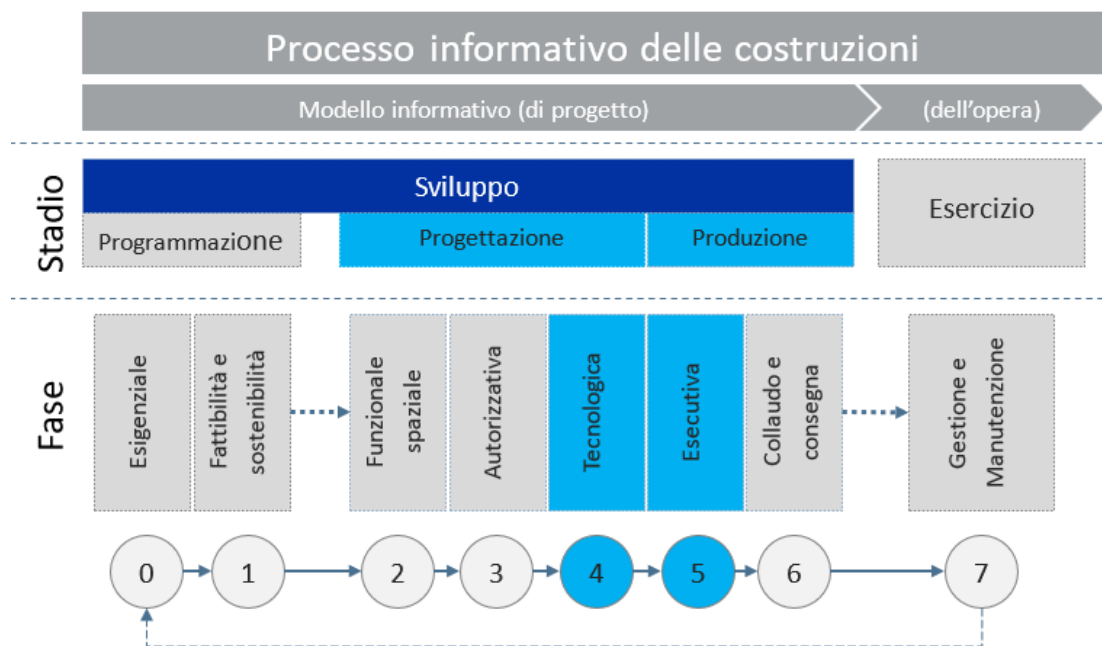 Processo informativo delle costruzioni
Modello informativo (di progetto)
(dell'opera)
Stadio
Sviluppo
Programmazione
Progettazione
Produzione
Esercizio
Fase
Esigenziale
Fattibilità e
sostenibilità
Funzionale
spaziale
Autorizzativa
Tecnologica
Esecutiva
Collaudo e
consegna
Gestione e
Manutenzione
0
1
2
3
4
5
6
7